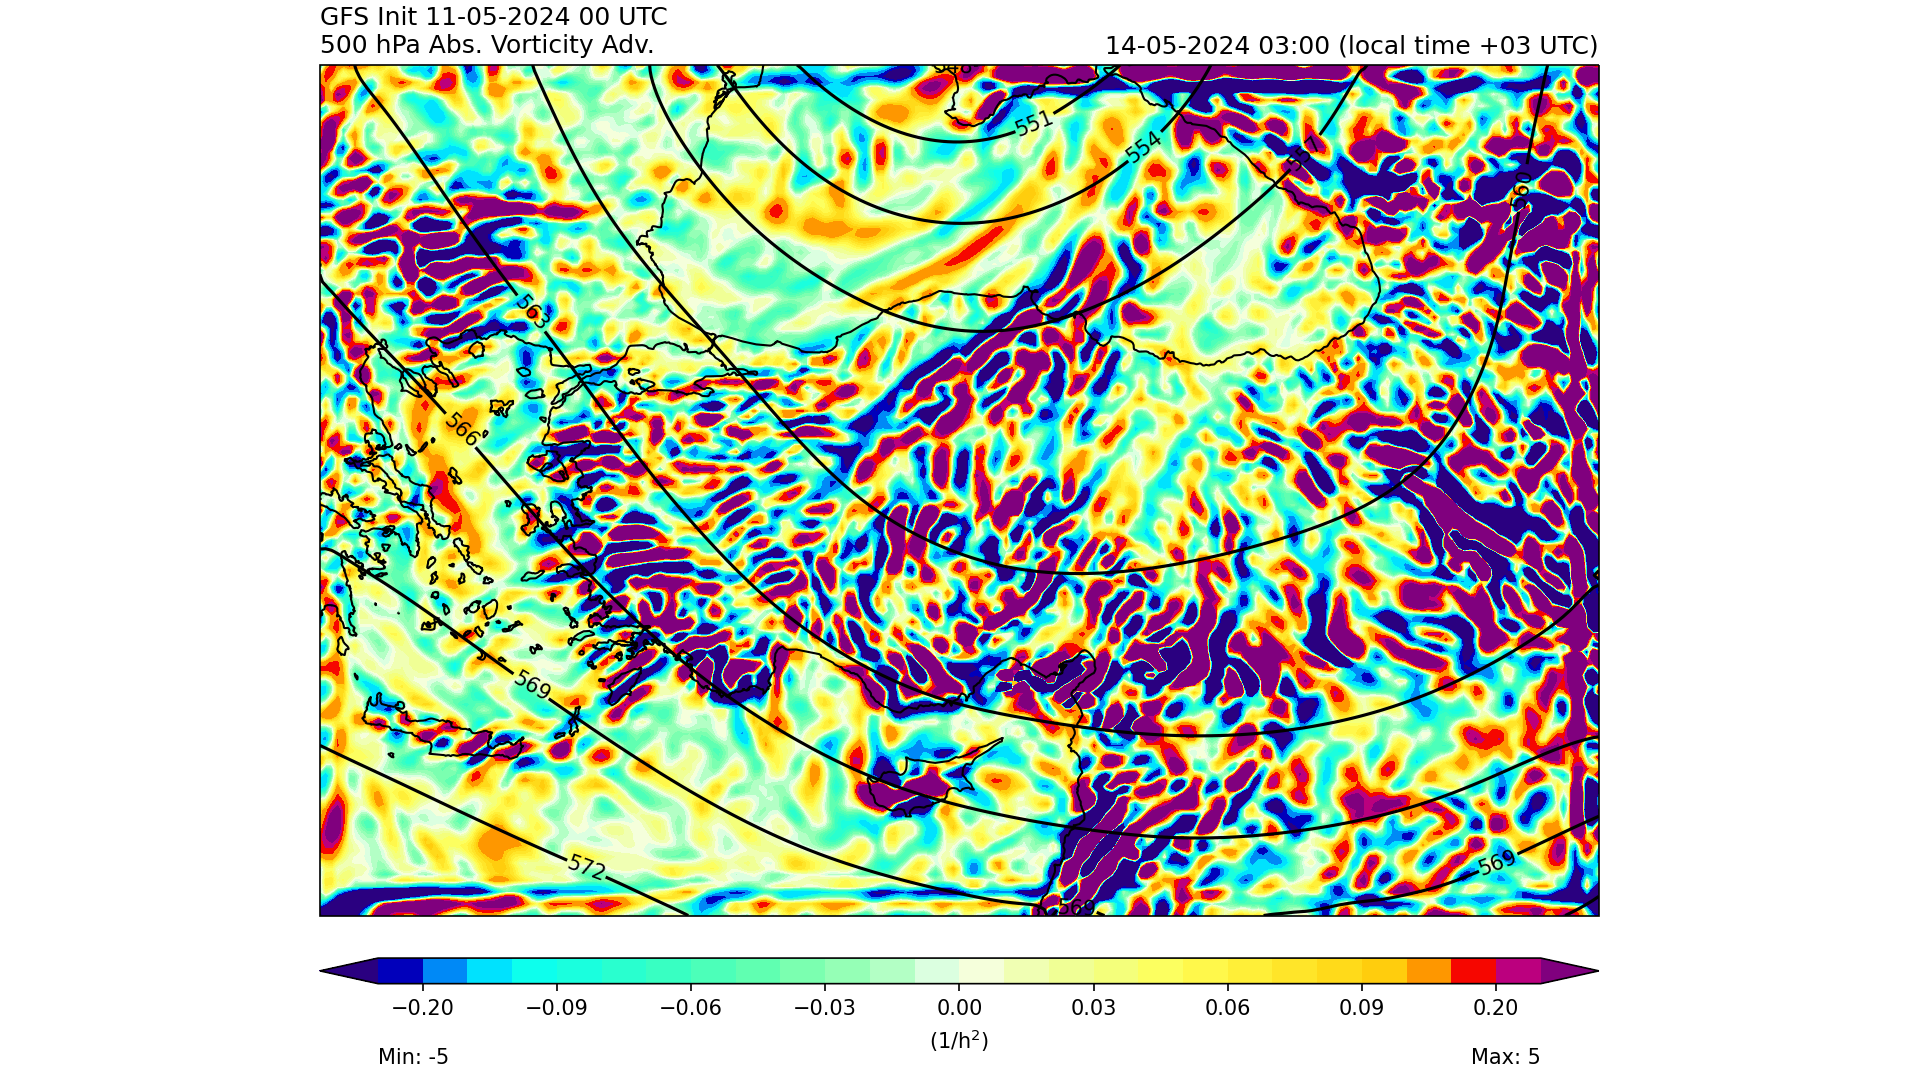 GFS Init 11-05-2024 00 UTC
500 hPa Abs. Vorticity Adv.
14-05-2024 03:00 (local time +03 UTC)
551
554
557
560
563
566
569
572
569
569
−0.20 −0.09 −0.06 −0.03 0.00 0.03 0.06 0.09 0.20
(1/h²)
Min: -5
Max: 5